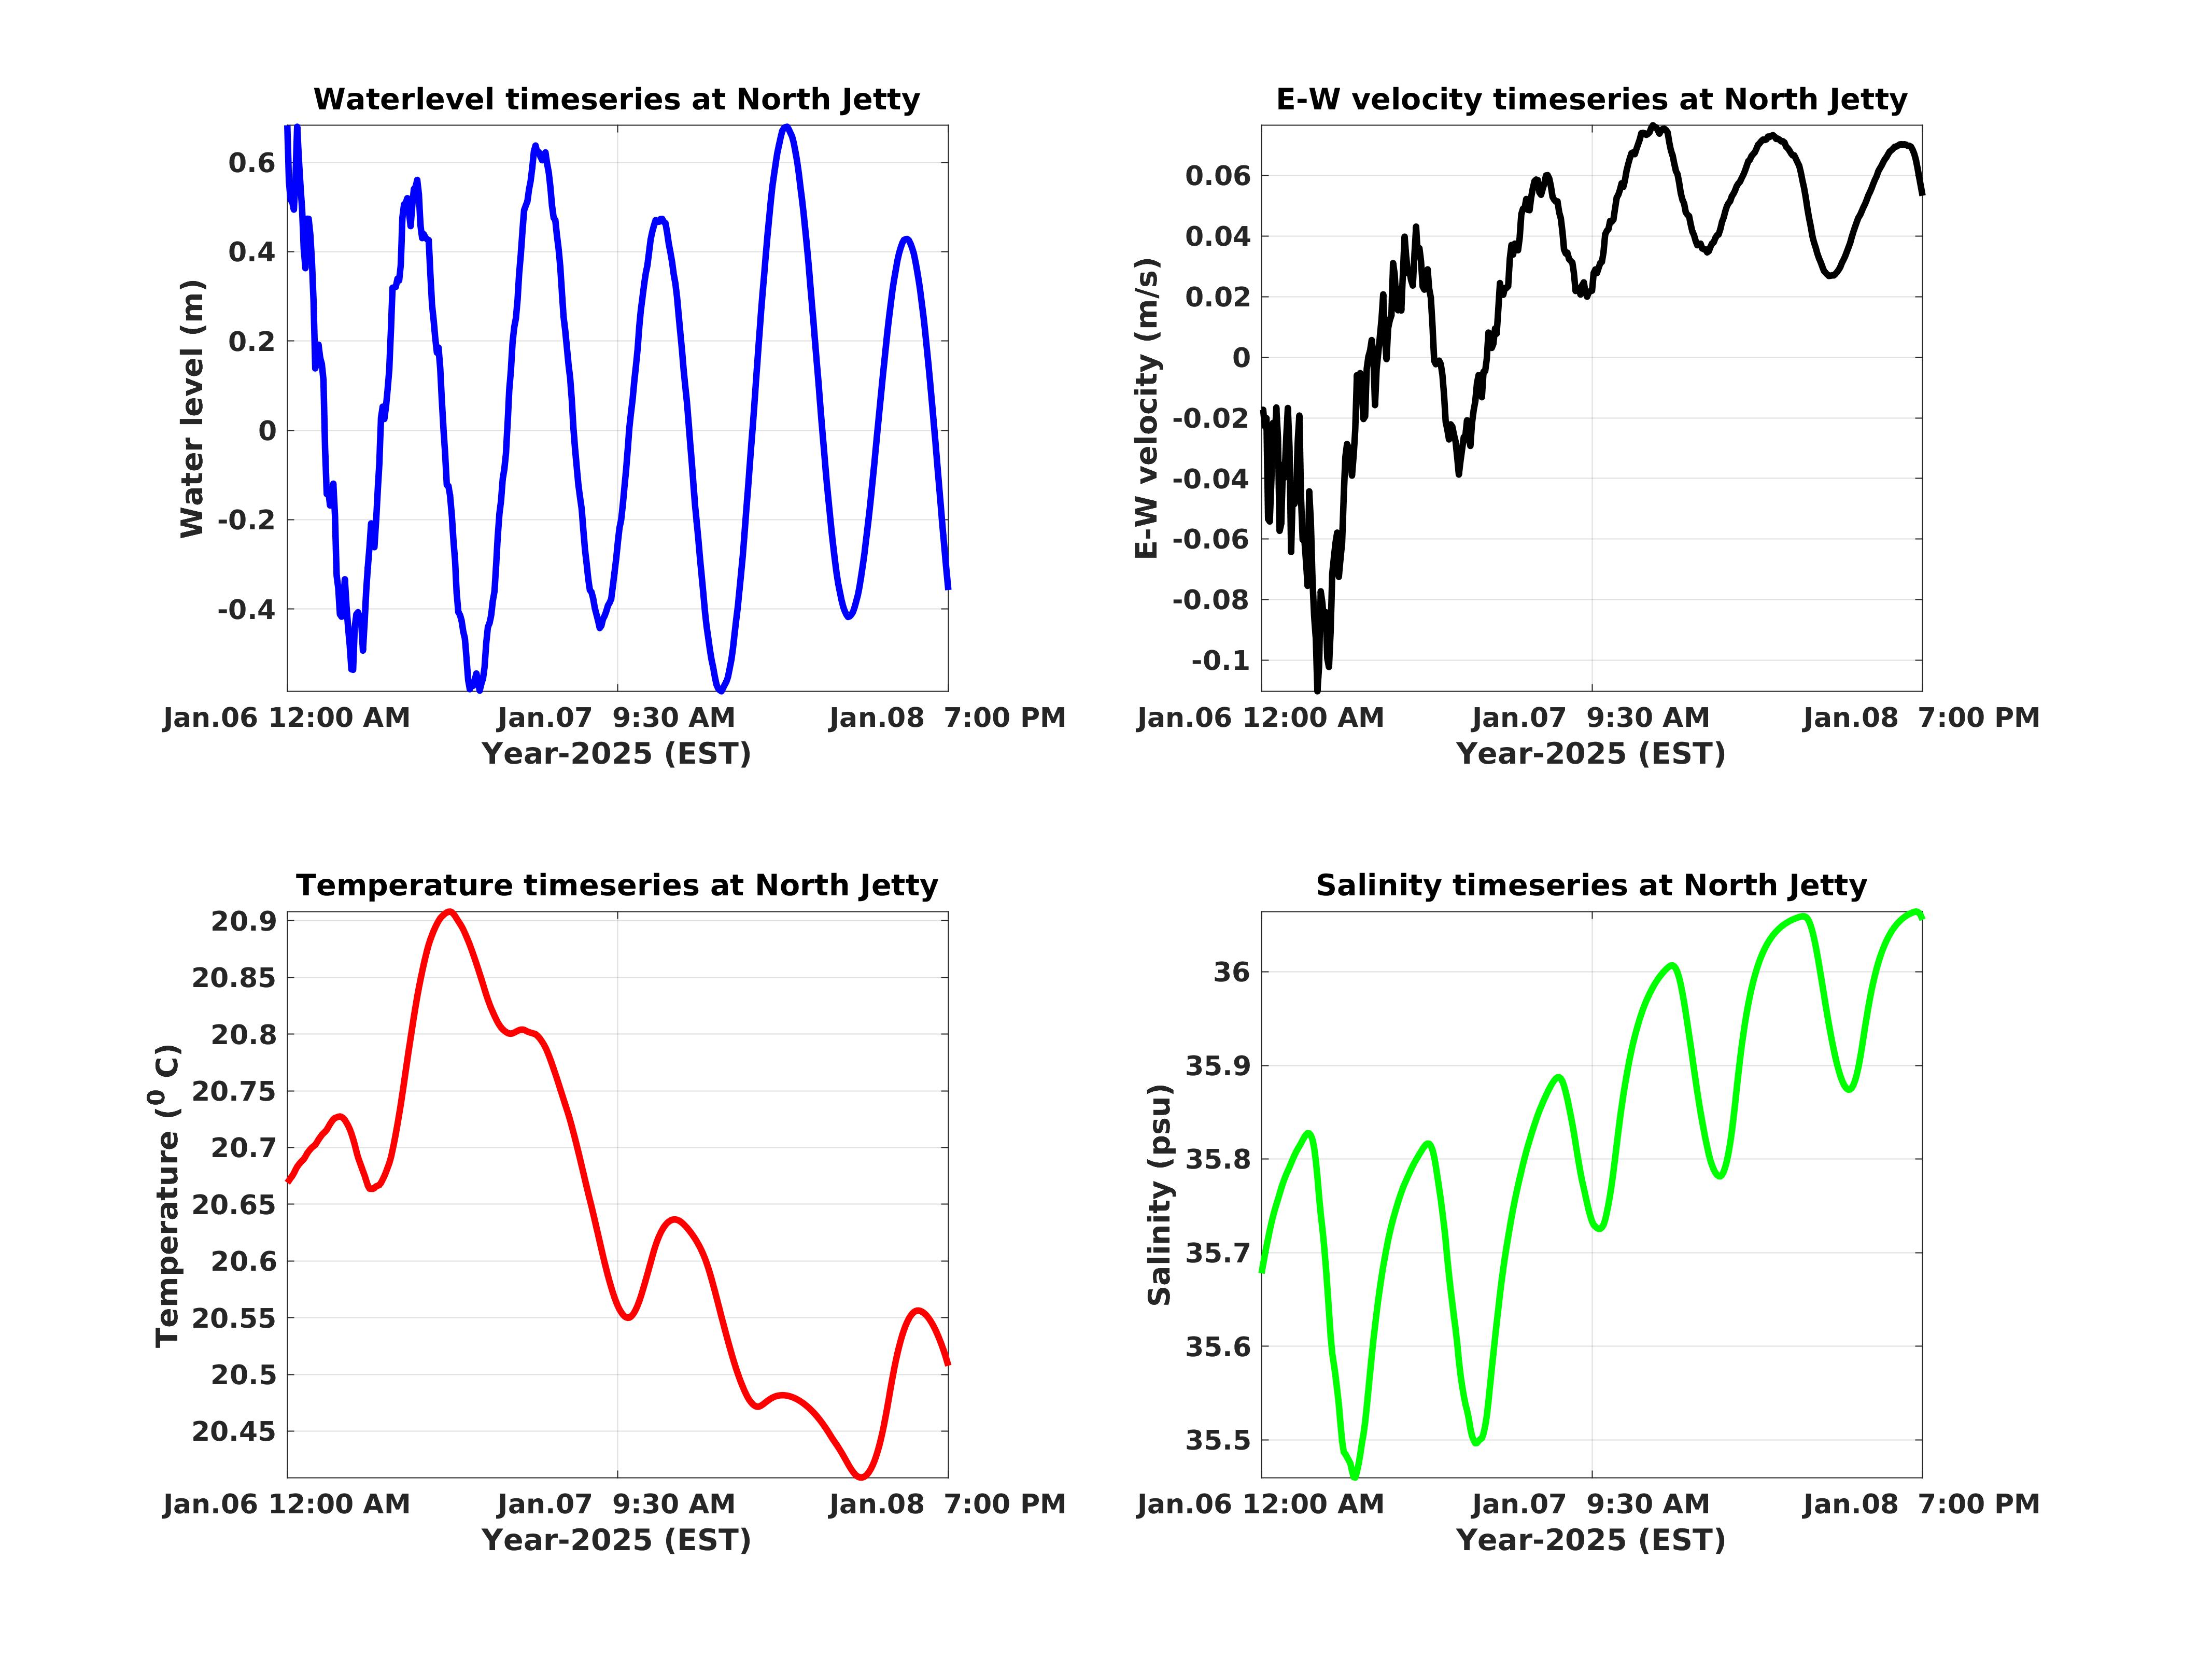 Waterlevel timeseries at North Jetty
Water level (m)
0.6
0.4
0.2
0
-0.2
-0.4
Jan.06 12:00 AM
Jan.07 9:30 AM
Jan.08 7:00 PM
Year-2025 (EST)
E-W velocity timeseries at North Jetty
E-W velocity (m/s)
0.06
0.04
0.02
0
-0.02
-0.04
-0.06
-0.08
-0.1
Jan.06 12:00 AM
Jan.07 9:30 AM
Jan.08 7:00 PM
Year-2025 (EST)
Temperature timeseries at North Jetty
Temperature (⁰ C)
20.9
20.85
20.8
20.75
20.7
20.65
20.6
20.55
20.5
20.45
Jan.06 12:00 AM
Jan.07 9:30 AM
Jan.08 7:00 PM
Year-2025 (EST)
Salinity timeseries at North Jetty
Salinity (psu)
36
35.9
35.8
35.7
35.6
35.5
Jan.06 12:00 AM
Jan.07 9:30 AM
Jan.08 7:00 PM
Year-2025 (EST)